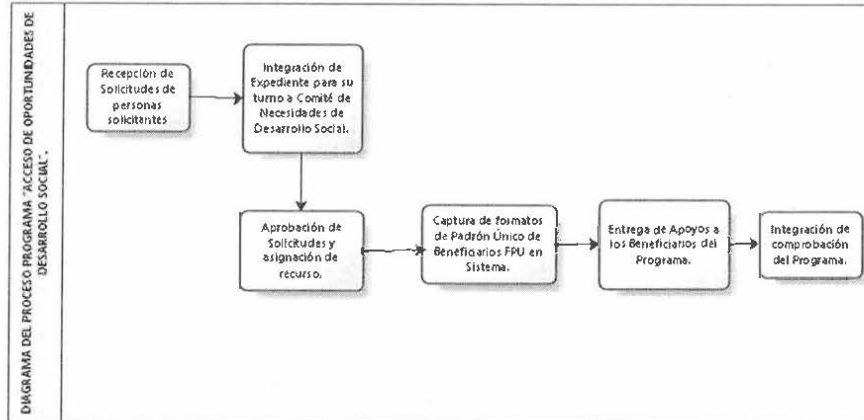 DIAGRAMA DEL PROCESO PROGRAMA "ACCESO DE OPORTUNIDADES DE
DESARROLLO SOCIAL".
Recepción de
Solicitudes de
personas
solicitantes
Integración de
Expediente para su
turno a Comité de
Necesidades de
Desarrollo Social.
Aprobación de
Solicitudes y
asignación de
recurso.
Captura de formatos
de Padrón Único de
Beneficiarios FPU en
Sistema.
Entrega de Apoyos a
los Beneficiarios del
Programa.
Integración de
comprobación
del Programa.